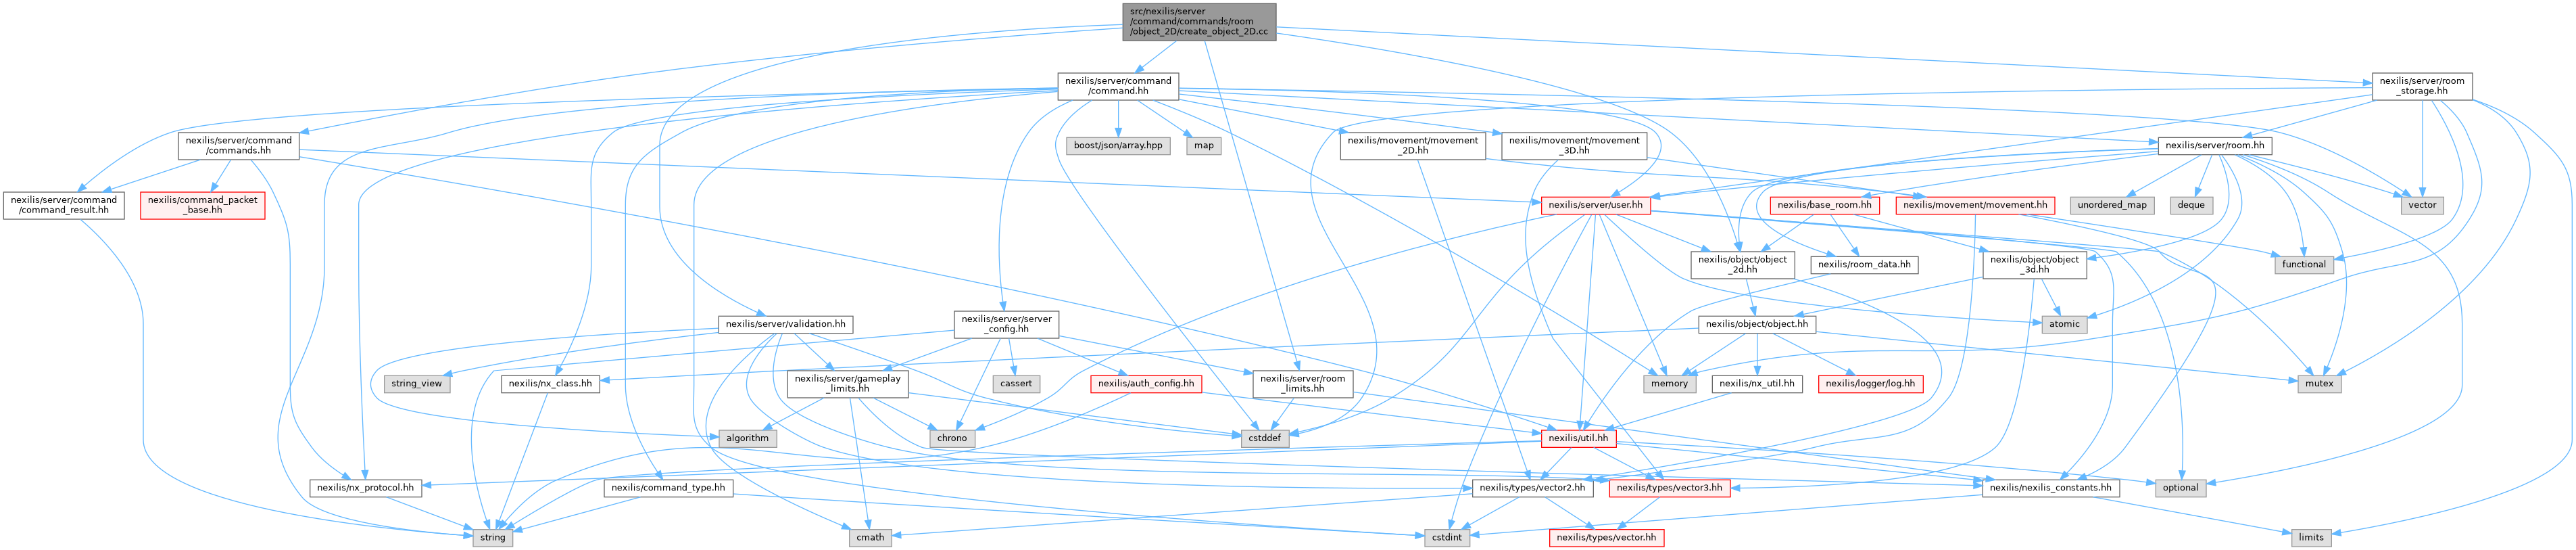 src/nexilis/server
/command/commands/room
/object_2D/create_object_2D.cc
nexilis/server/command
/command.hh
nexilis/server/room
_storage.hh
nexilis/server/command
/commands.hh
boost/json/array.hpp
map
nexilis/movement/movement
_2D.hh
nexilis/movement/movement
_3D.hh
nexilis/server/room.hh
nexilis/server/command
/command_result.hh
nexilis/command_packet
_base.hh
nexilis/server/user.hh
nexilis/base_room.hh
nexilis/movement/movement.hh
unordered_map
deque
vector
nexilis/object/object
_2d.hh
nexilis/room_data.hh
nexilis/object/object
_3d.hh
functional
nexilis/server/validation.hh
nexilis/server/server
_config.hh
nexilis/object/object.hh
atomic
string_view
nexilis/nx_class.hh
nexilis/server/gameplay
_limits.hh
cassert
nexilis/auth_config.hh
nexilis/server/room
_limits.hh
memory
nexilis/nx_util.hh
nexilis/logger/log.hh
mutex
algorithm
chrono
cstddef
nexilis/util.hh
nexilis/nx_protocol.hh
nexilis/command_type.hh
nexilis/types/vector2.hh
nexilis/types/vector3.hh
nexilis/nexilis_constants.hh
optional
string
cmath
cstdint
nexilis/types/vector.hh
limits